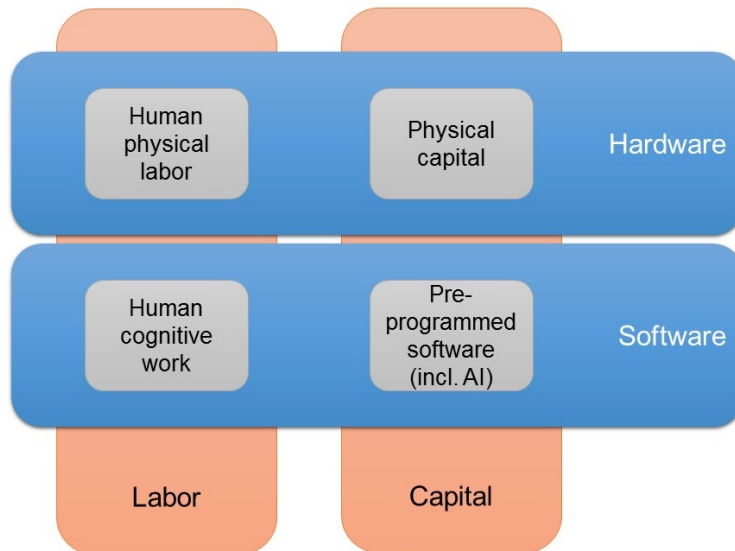 Human
physical
labor
Physical
capital
Hardware
Human
cognitive
work
Pre-
programmed
software
(incl. AI)
Software
Labor
Capital